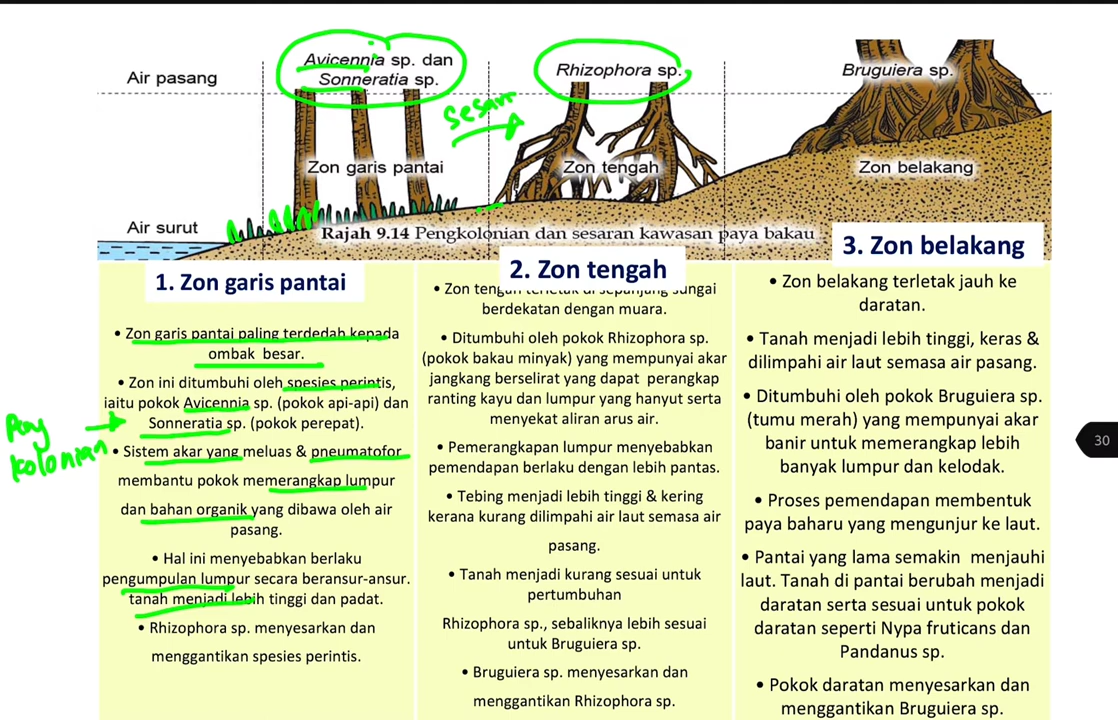 Avicennia sp. dan
Sonneratia sp.
Rhizophora sp.
Bruguiera sp.
Air pasang
sesaran
Zon garis pantai
Zon tengah
Zon belakang
Air surut
Rajah 9.14 Pengkolonian dan sesaran kawasan paya bakau
1. Zon garis pantai
• Zon garis pantai paling terdedah kepada
ombak besar.
• Zon ini ditumbuhi oleh spesies perintis,
iaitu pokok Avicennia sp. (pokok api-api) dan
Sonneratia sp. (pokok perepat).
kolonian
• Sistem akar yang meluas & pneumatofor
membantu pokok memerangkap lumpur
dan bahan organik yang dibawa oleh air
pasang.
• Hal ini menyebabkan berlaku
pengumpulan lumpur secara beransur-ansur.
tanah menjadi lebih tinggi dan padat.
• Rhizophora sp. menyesarkan dan
menggantikan spesies perintis.
2. Zon tengah
• Zon tengah terletak di sepanjang sungai
berdekatan dengan muara.
• Ditumbuhi oleh pokok Rhizophora sp.
(pokok bakau minyak) yang mempunyai akar
jangkang berselirat yang dapat perangkap
ranting kayu dan lumpur yang hanyut serta
menyekat aliran arus air.
• Pemerangkapan lumpur menyebabkan
pemendapan berlaku dengan lebih pantas.
• Tebing menjadi lebih tinggi & kering
kerana kurang dilimpahi air laut semasa air
pasang.
• Tanah menjadi kurang sesuai untuk
pertumbuhan
Rhizophora sp., sebaliknya lebih sesuai
untuk Bruguiera sp.
• Bruguiera sp. menyesarkan dan
menggantikan Rhizophora sp.
3. Zon belakang
• Zon belakang terletak jauh ke
daratan.
• Tanah menjadi lebih tinggi, keras &
dilimpahi air laut semasa air pasang.
• Ditumbuhi oleh pokok Bruguiera sp.
(tumu merah) yang mempunyai akar
banir untuk memerangkap lebih
banyak lumpur dan kelodak.
• Proses pemendapan membentuk
paya baharu yang mengunjur ke laut.
• Pantai yang lama semakin menjauhi
laut. Tanah di pantai berubah menjadi
daratan serta sesuai untuk pokok
daratan seperti Nypa fruticans dan
Pandanus sp.
• Pokok daratan menyesarkan dan
menggantikan Bruguiera sp.
30